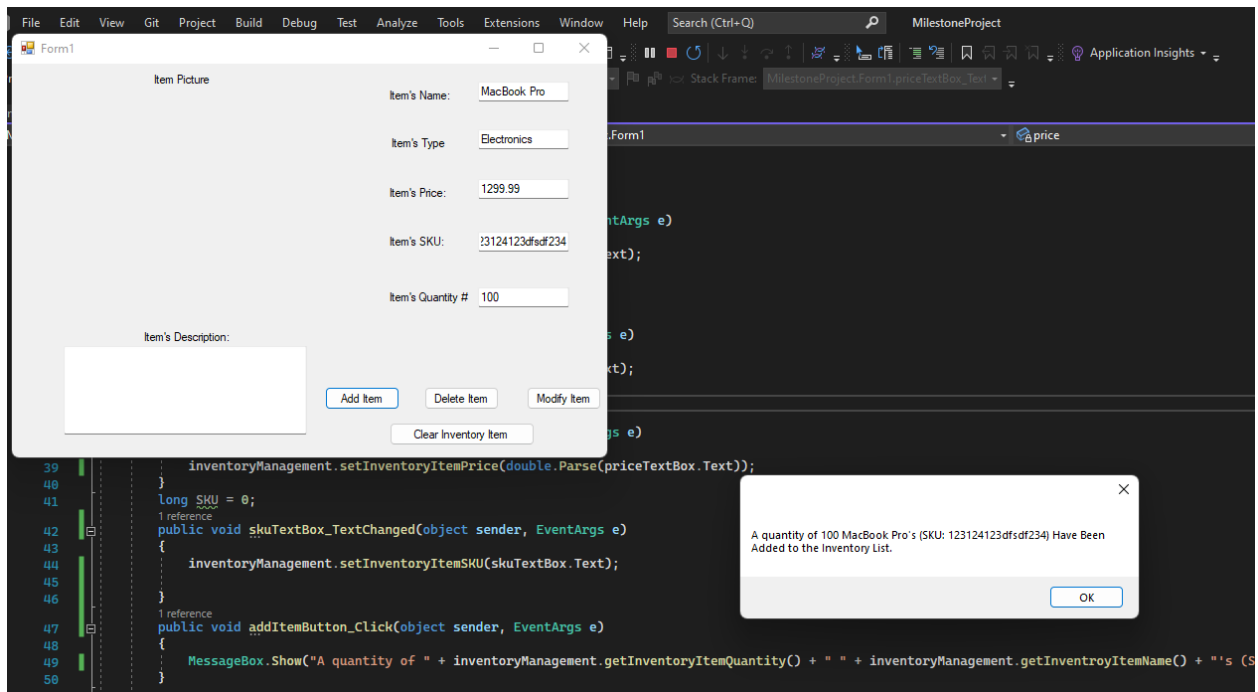 File Edit View Git Project Build Debug Test Analyze Tools Extensions Window Help Search (Ctrl+Q) MilestoneProject
Form1
Application Insights
Stack Frame: MilestoneProject.Form1.priceTextBox_Text
.Form1 price
Item Picture
Item's Name: MacBook Pro
Item's Type Electronics
Item's Price: 1299.99
Item's SKU: 23124123dfsdf234
Item's Quantity # 100
Item's Description:
Add Item Delete Item Modify Item
Clear Inventory Item
ntArgs e)
ext);
s e)
xt);
gs e)
39 inventoryManagement.setInventoryItemPrice(double.Parse(priceTextBox.Text));
40 }
41 long SKU = 0;
1 reference
42 public void skuTextBox_TextChanged(object sender, EventArgs e)
43 {
44 inventoryManagement.setInventoryItemSKU(skuTextBox.Text);
45
46 }
1 reference
47 public void addItemButton_Click(object sender, EventArgs e)
48 {
49 MessageBox.Show("A quantity of " + inventoryManagement.getInventoryItemQuantity() + " " + inventoryManagement.getInventroyItemName() + "'s (S
50 }
A quantity of 100 MacBook Pro's (SKU: 123124123dfsdf234) Have Been
Added to the Inventory List.
OK